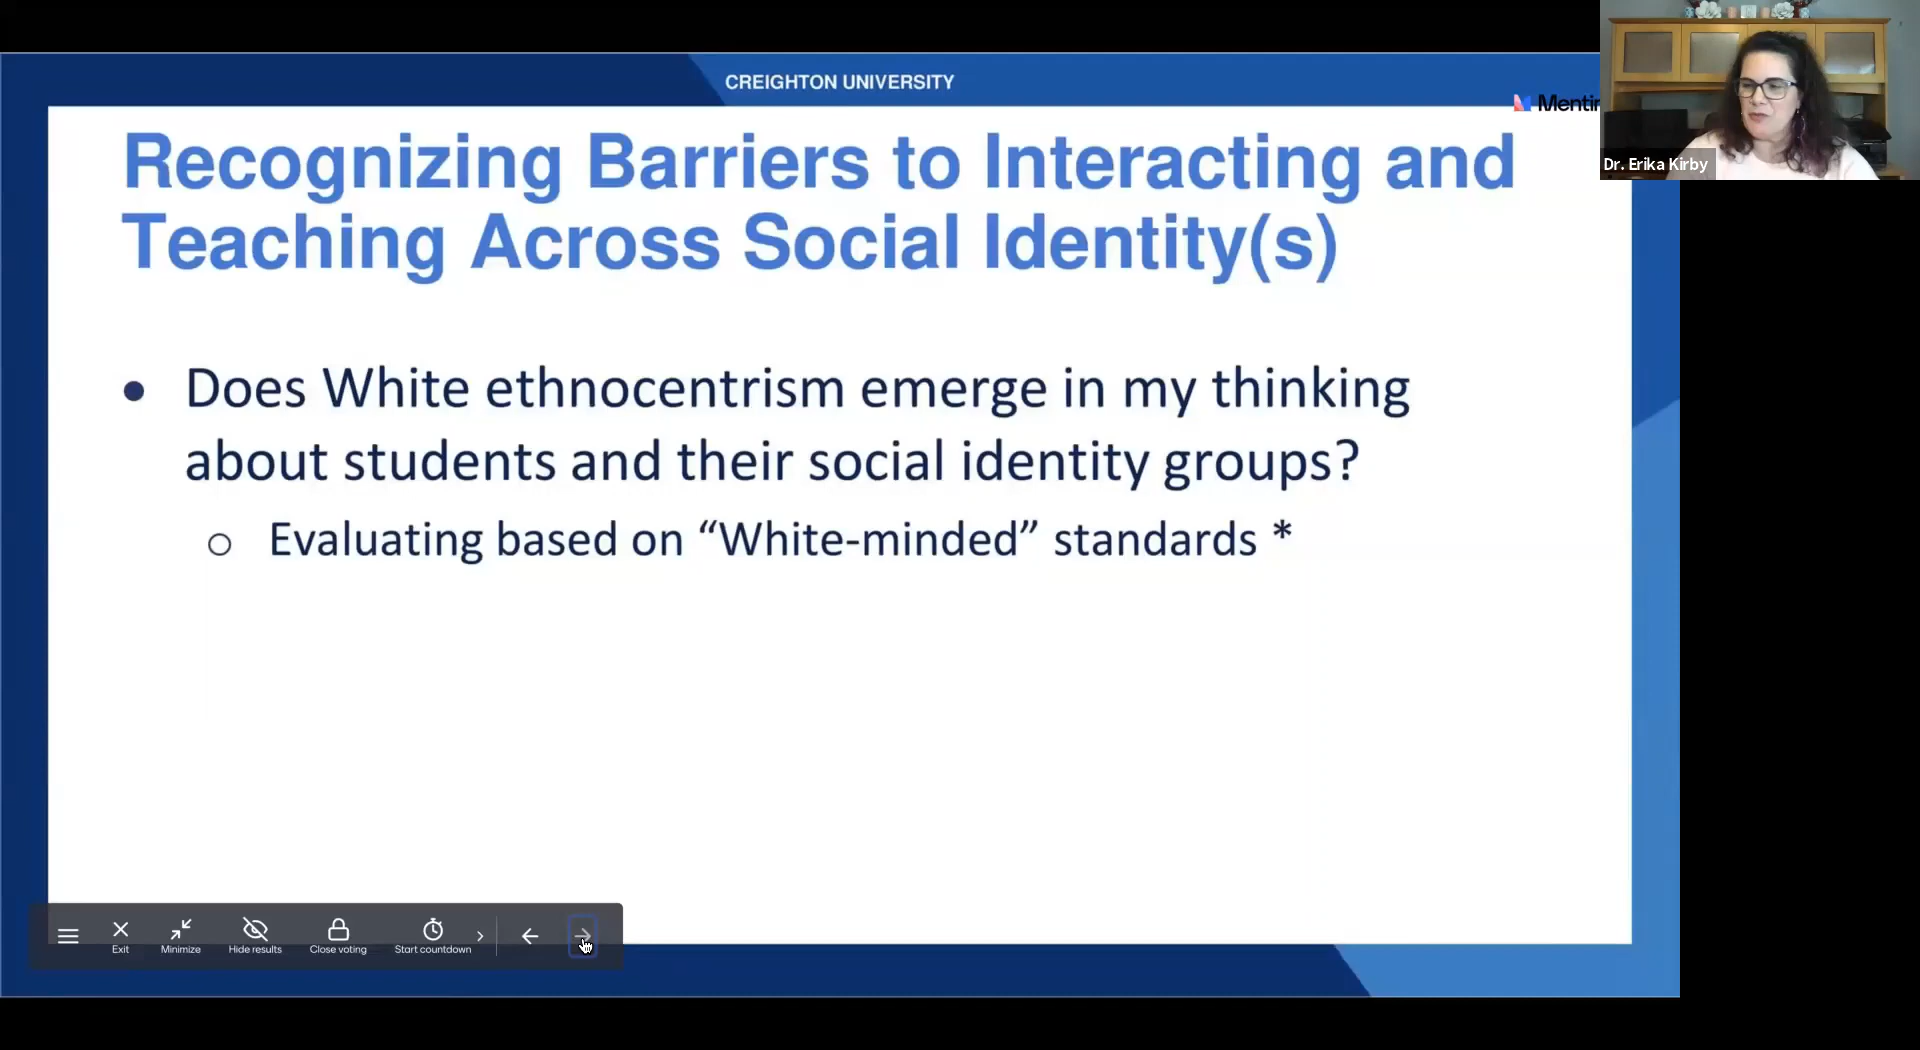 CREIGHTON UNIVERSITY
Recognizing Barriers to Interacting and
Teaching Across Social Identity(s)
• Does White ethnocentrism emerge in my thinking
about students and their social identity groups?
○ Evaluating based on “White-minded” standards *
Dr. Erika Kirby
Exit
Minimize
Hide results
Close voting
Start countdown